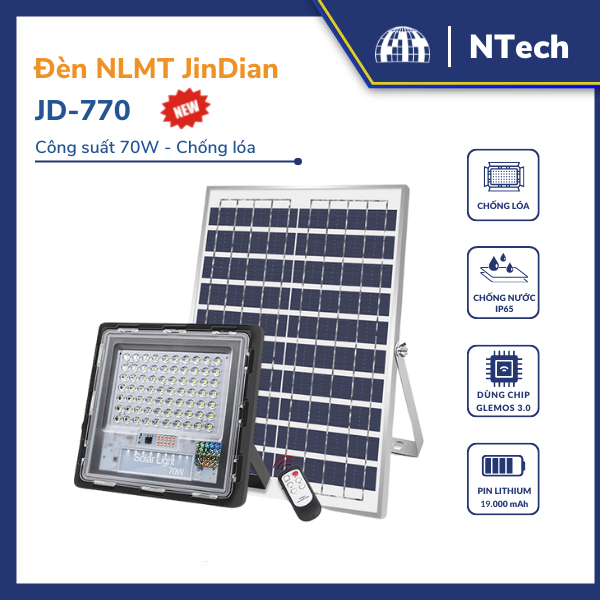 NTech
Đèn NLMT JinDian
JD-770
NEW
Công suất 70W - Chống lóa
CHỐNG LÓA
CHỐNG NƯỚC
IP65
DÙNG CHIP
GLEMOS 3.0
PIN LITHIUM
19.000 mAh
Solar Light
70W